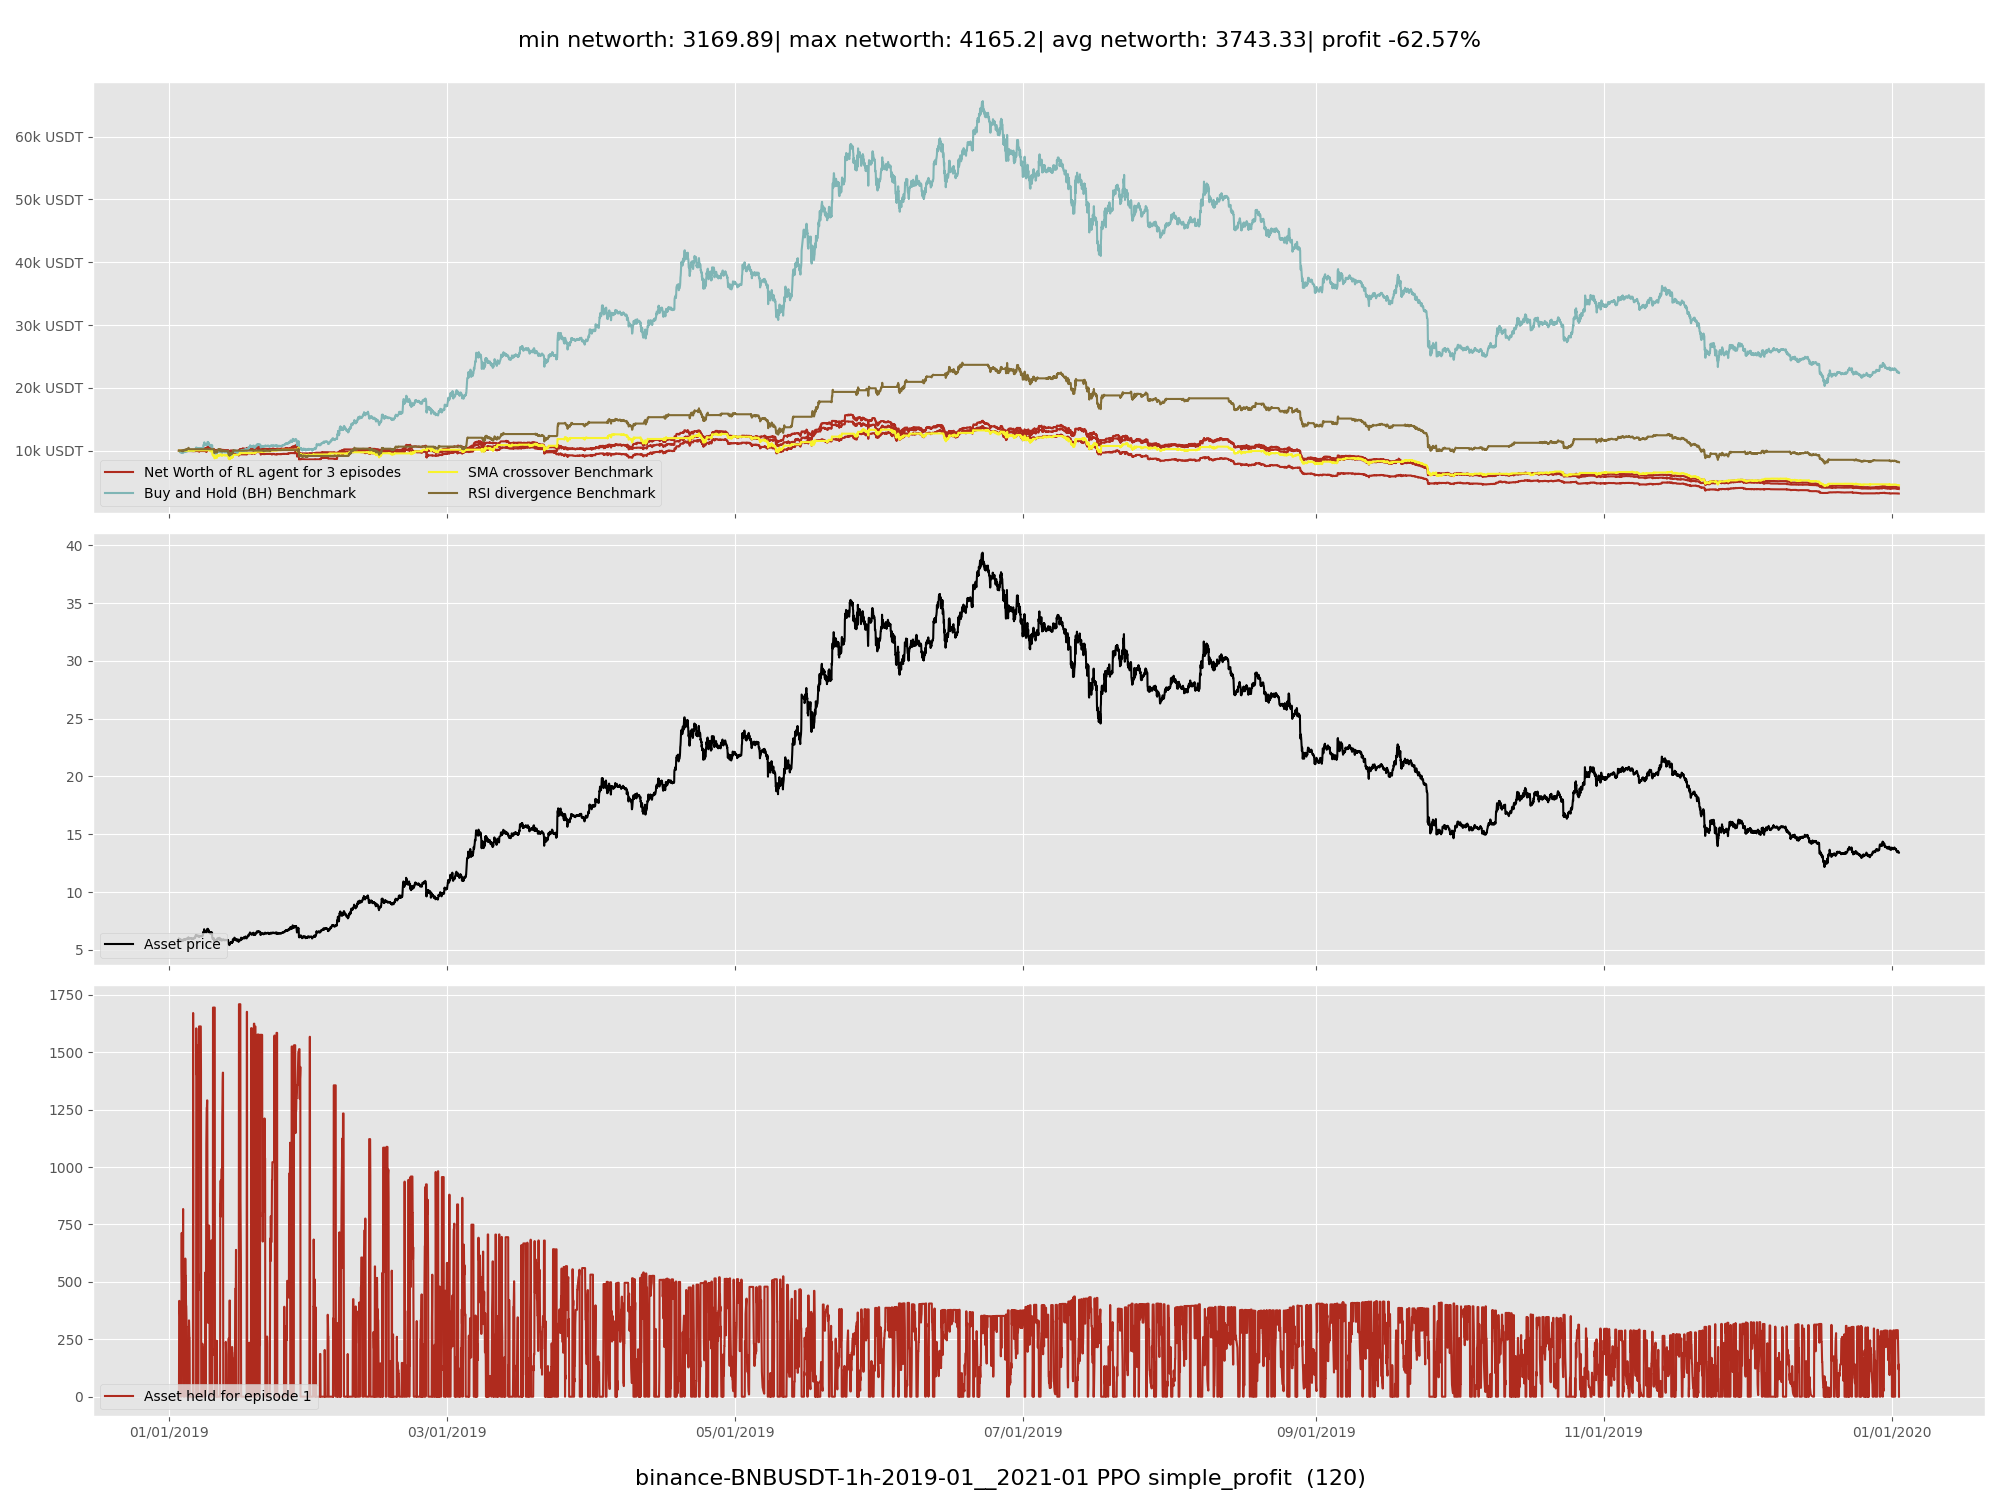 min networth: 3169.89| max networth: 4165.2| avg networth: 3743.33| profit -62.57%
60k USDT
50k USDT
40k USDT
30k USDT
20k USDT
10k USDT
Net Worth of RL agent for 3 episodes
Buy and Hold (BH) Benchmark
SMA crossover Benchmark
RSI divergence Benchmark
40
35
30
25
20
15
10
5
Asset price
1750
1500
1250
1000
750
500
250
0
Asset held for episode 1
01/01/2019
03/01/2019
05/01/2019
07/01/2019
09/01/2019
11/01/2019
01/01/2020
binance-BNBUSDT-1h-2019-01__2021-01 PPO simple_profit  (120)